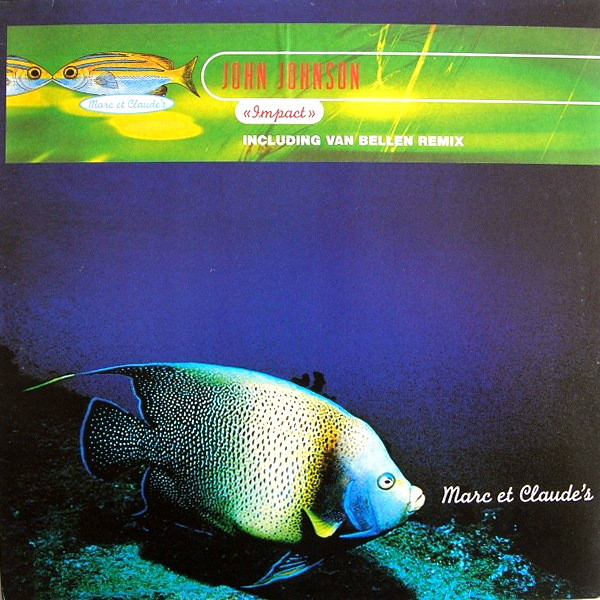 JOHN JOHNSON
Marc et Claude's
«Impact»
INCLUDING VAN BELLEN REMIX
Marc et Claude's